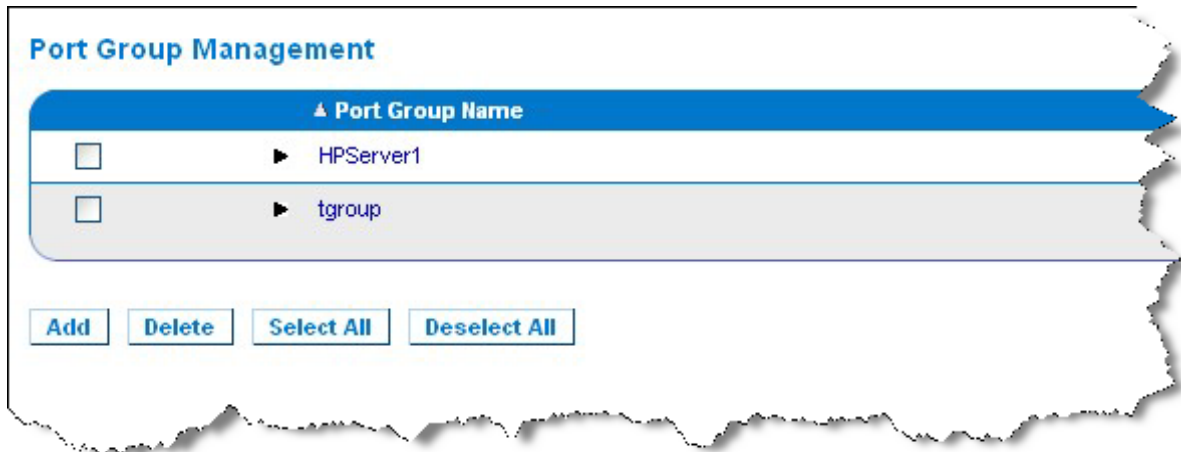 Port Group Management
Port Group Name
HPServer1
tgroup
Add Delete Select All Deselect All